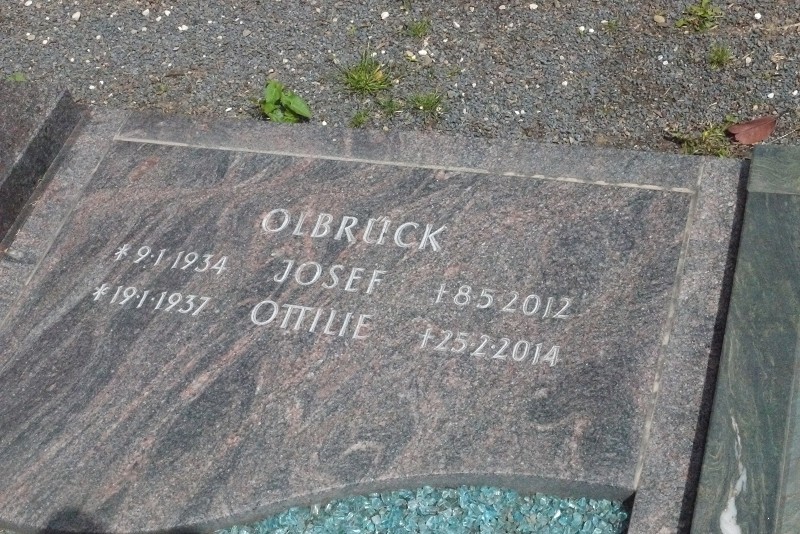 OLBRÜCK
* 9·1·1934 JOSEF † 8·5·2012
* 19·1·1937 OTTILIE † 25·2·2014